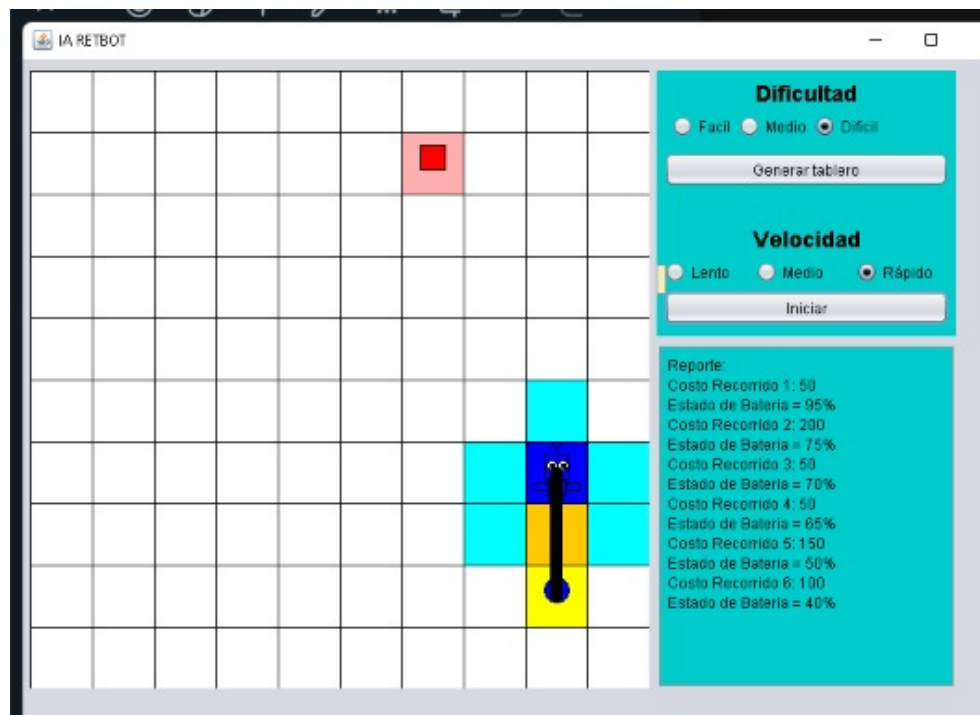 IA RETBOT
Dificultad
Facil Medio Dificil
Generar tablero
Velocidad
Lento Medio Rápido
Iniciar
Reporte:
Costo Recorrido 1: 50
Estado de Bateria = 95%
Costo Recorrido 2: 200
Estado de Bateria = 75%
Costo Recorrido 3: 50
Estado de Bateria = 70%
Costo Recorrido 4: 50
Estado de Bateria = 65%
Costo Recorrido 5: 150
Estado de Bateria = 50%
Costo Recorrido 6: 100
Estado de Bateria = 40%